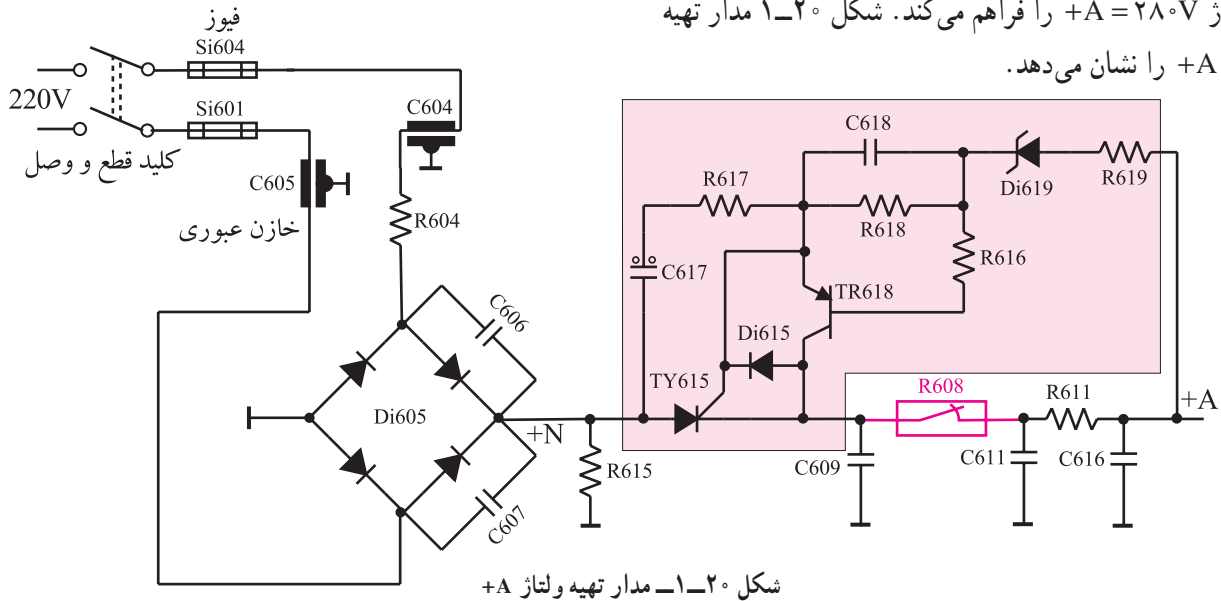 ژ ۲۸۰V = A+ را فراهم می‌کند. شکل ۲۰ــ۱ مدار تهیه
A+ را نشان می‌دهد.
فیوز
Si604
220V
Si601
کلید قطع و وصل
C604
C605
خازن عبوری
R604
C606
Di605
C607
+N
R615
C618
R617
R618
Di619
R619
R616
C617
TR618
Di615
TY615
R608
R611
+A
C609
C611
C616
شکل ۲۰ــ۱ــ مدار تهیه ولتاژ A+